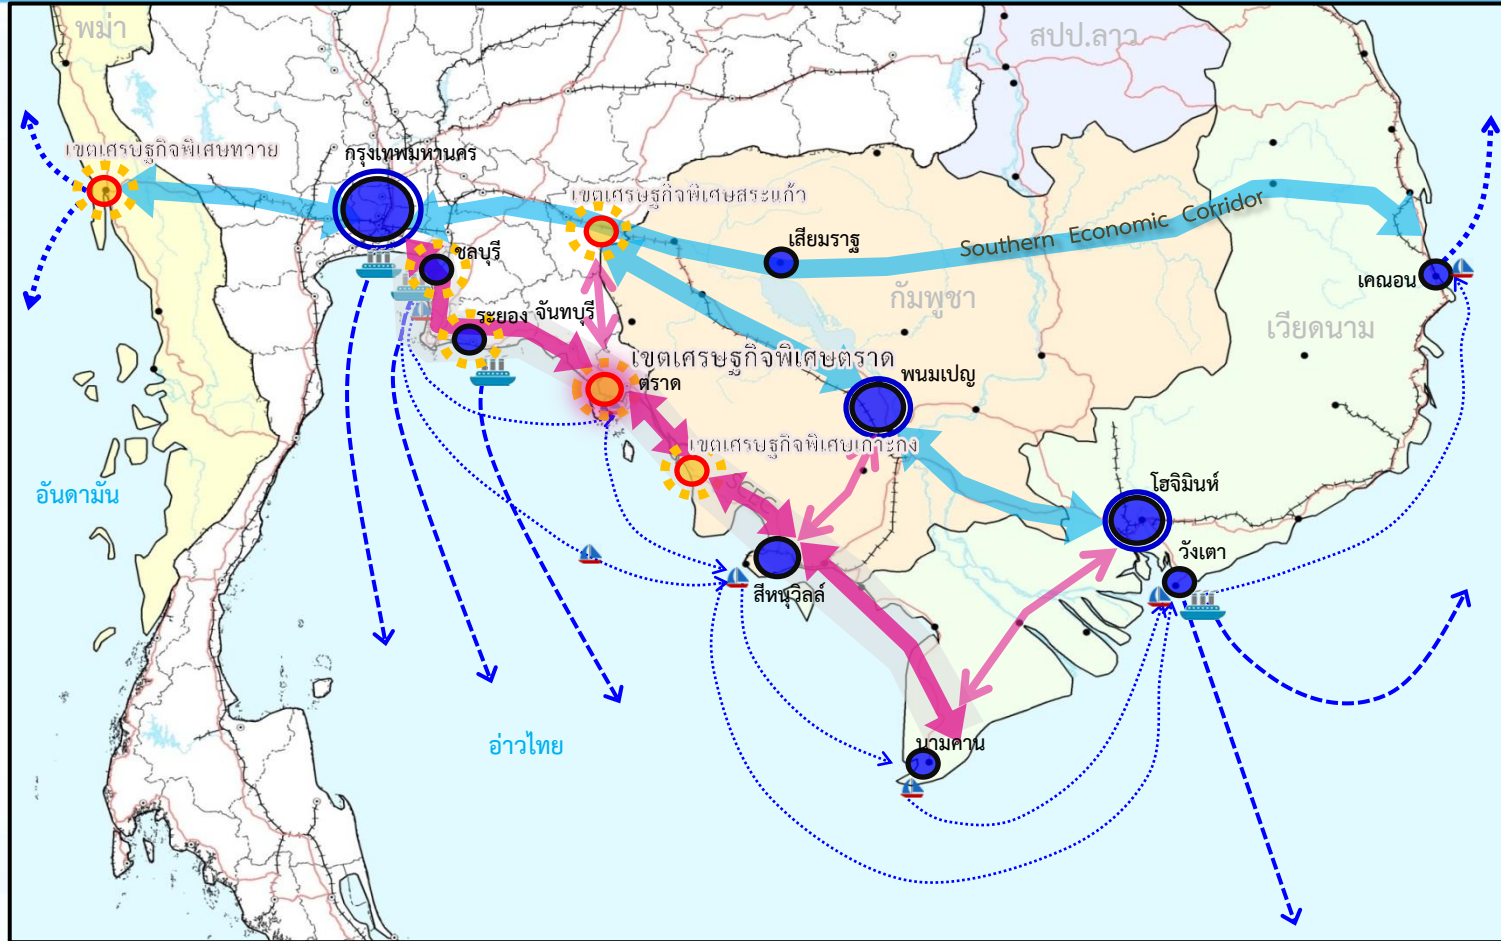 พม่า
สปป.ลาว
เขตเศรษฐกิจพิเศษทวาย
กรุงเทพมหานคร
เขตเศรษฐกิจพิเศษสระแก้ว
Southern Economic Corridor
เสียมราฐ
ชลบุรี
เคณอน
กัมพูชา
ระยอง
จันทบุรี
เวียดนาม
เขตเศรษฐกิจพิเศษตราด
ตราด
พนมเปญ
เขตเศรษฐกิจพิเศษเกาะกง
อันดามัน
โฮจิมินห์
วังเตา
สีหนุวิลล์
นามคาน
อ่าวไทย